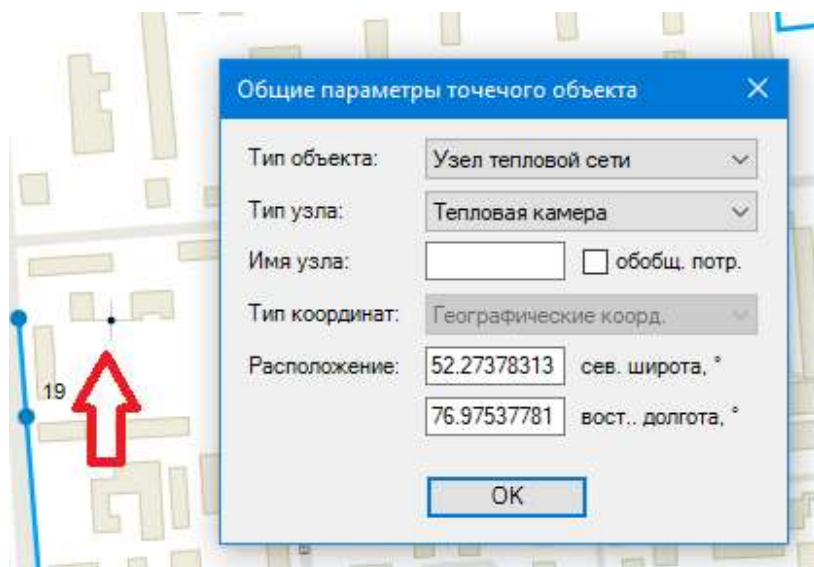 Общие параметры точечого объекта
Тип объекта: Узел тепловой сети
Тип узла: Тепловая камера
Имя узла: обобщ. потр.
Тип координат: Географические коорд.
Расположение: 52.27378313 сев. широта, °
76.97537781 вост.. долгота, °
19
OK